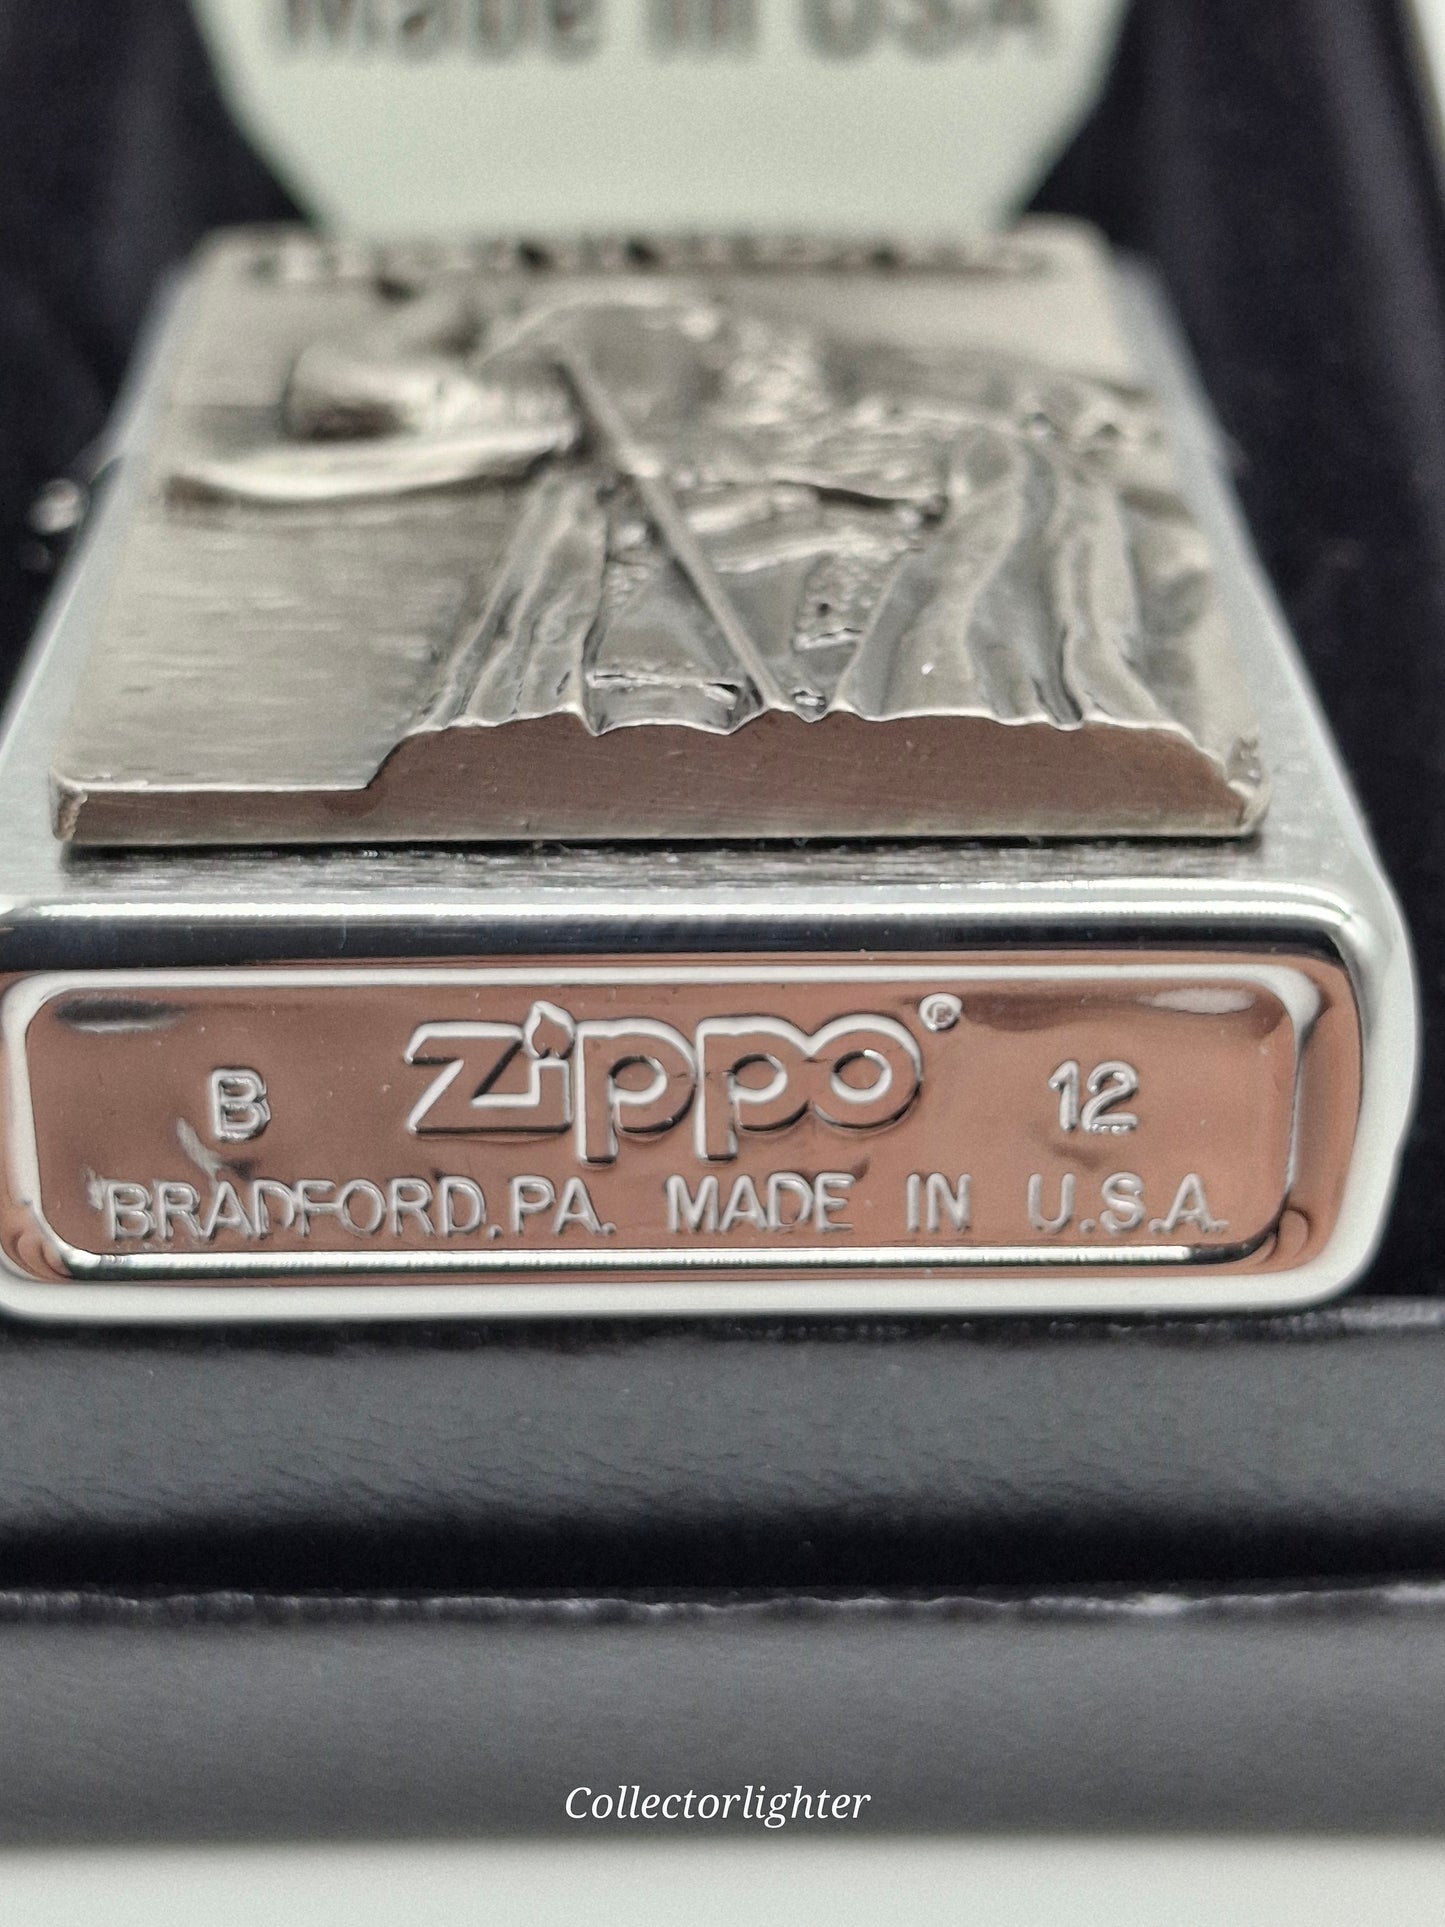 Made in USA
zippo®
B 12
BRADFORD, PA. MADE IN U.S.A.
Collectorlighter